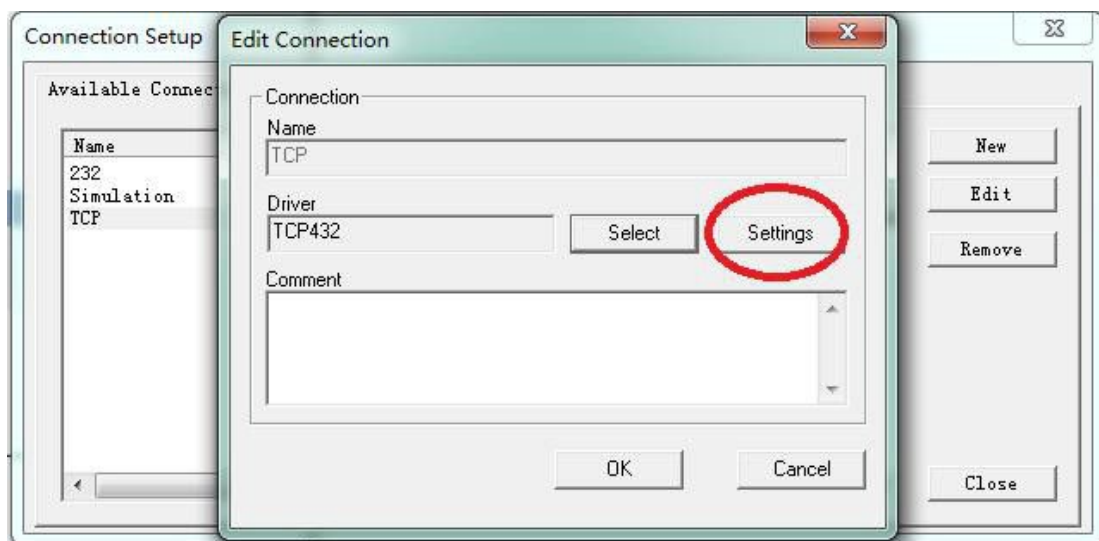 Connection Setup
Edit Connection
Available Connec
Connection
Name
TCP
Driver
TCP432
Select
Settings
Comment
OK
Cancel
Name
232
Simulation
TCP
New
Edit
Remove
Close